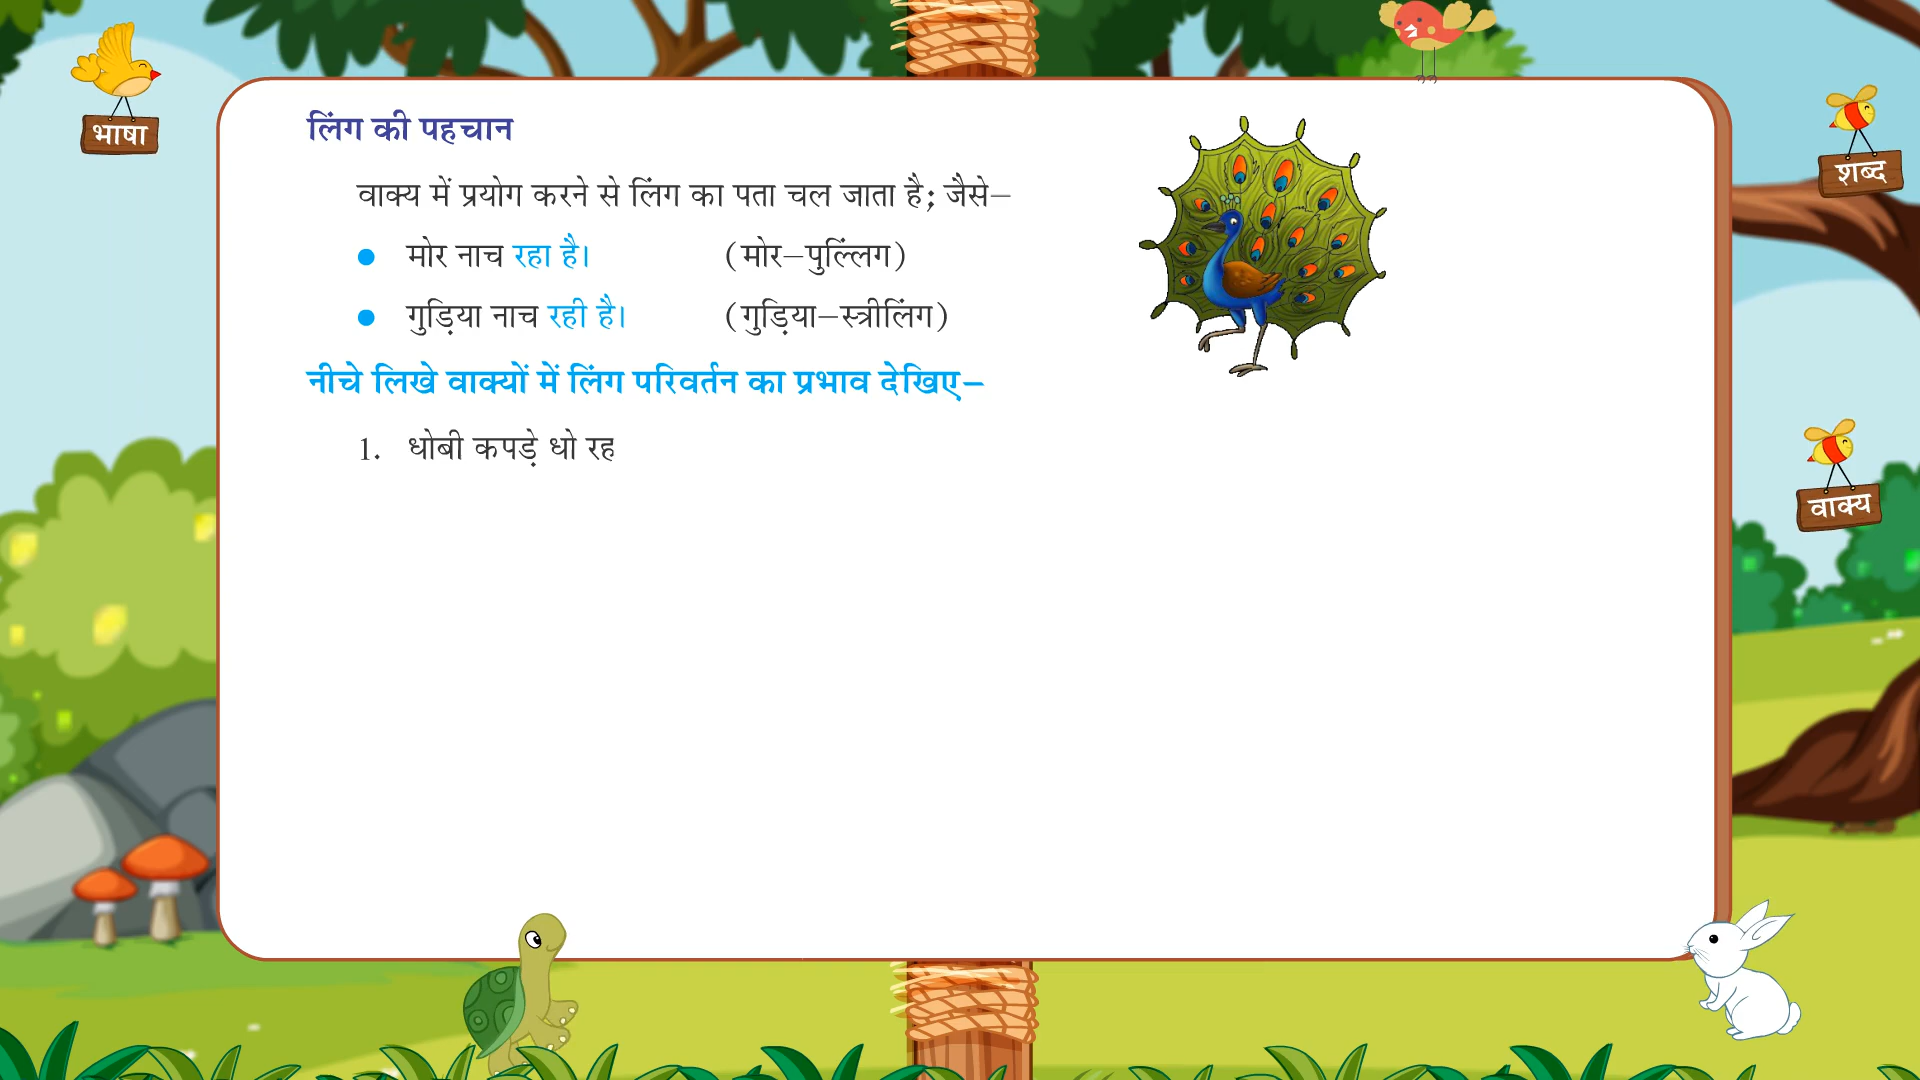 भाषा
शब्द
वाक्य
लिंग की पहचान
वाक्य में प्रयोग करने से लिंग का पता चल जाता है; जैसे–
● मोर नाच रहा है। (मोर–पुल्लिंग)
● गुड़िया नाच रही है। (गुड़िया–स्त्रीलिंग)
नीचे लिखे वाक्यों में लिंग परिवर्तन का प्रभाव देखिए–
1. धोबी कपड़े धो रह